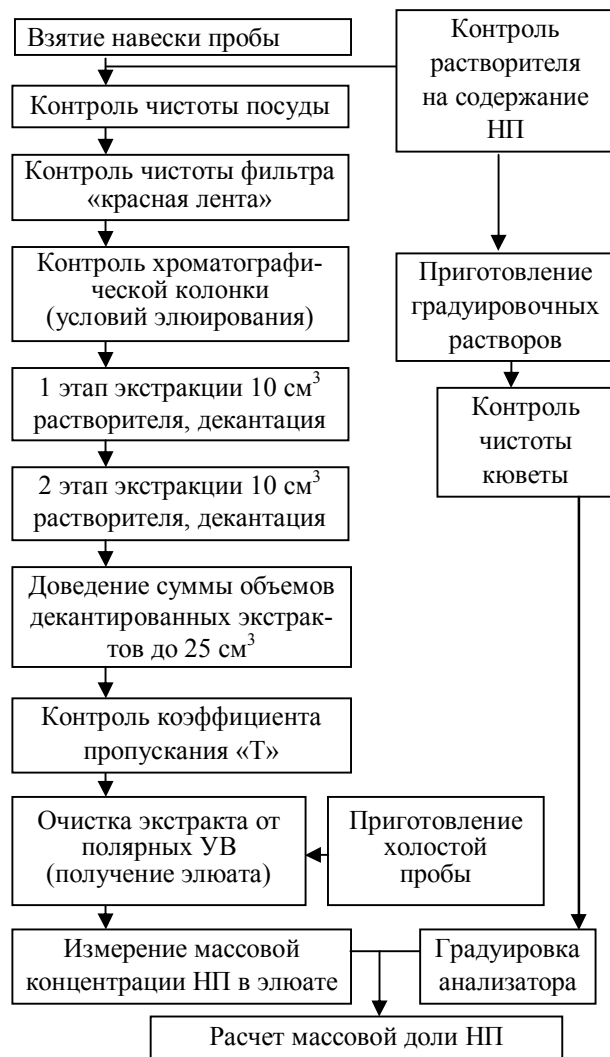 Взятие навески пробы
Контроль
растворителя
на содержание
НП
Контроль чистоты посуды
Контроль чистоты фильтра
«красная лента»
Контроль хроматографи-
ческой колонки
(условий элюирования)
Приготовление
градуировочных
растворов
1 этап экстракции 10 см³
растворителя, декантация
Контроль
чистоты
кюветы
2 этап экстракции 10 см³
растворителя, декантация
Доведение суммы объемов
декантированных экстрак-
тов до 25 см³
Контроль коэффициента
пропускания «Т»
Очистка экстракта от
полярных УВ
(получение элюата)
Приготовление
холостой
пробы
Измерение массовой
концентрации НП в элюате
Градуировка
анализатора
Расчет массовой доли НП